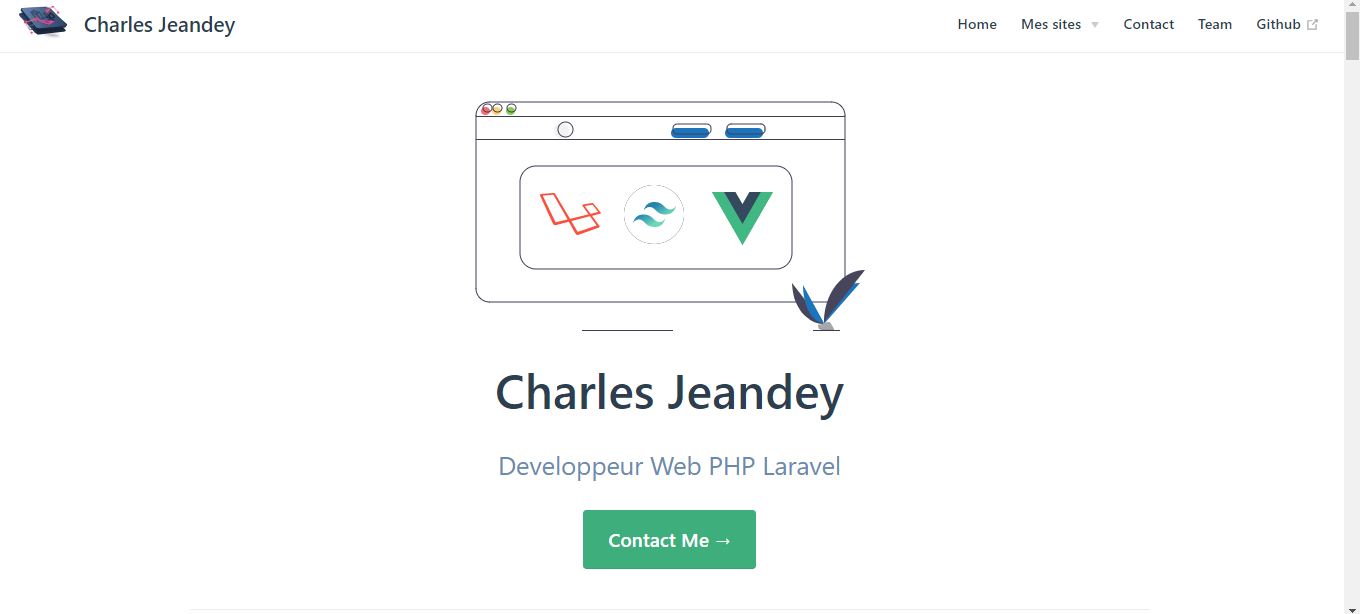 Charles Jeandey
Home Mes sites Contact Team Github
Charles Jeandey
Developpeur Web PHP Laravel
Contact Me →